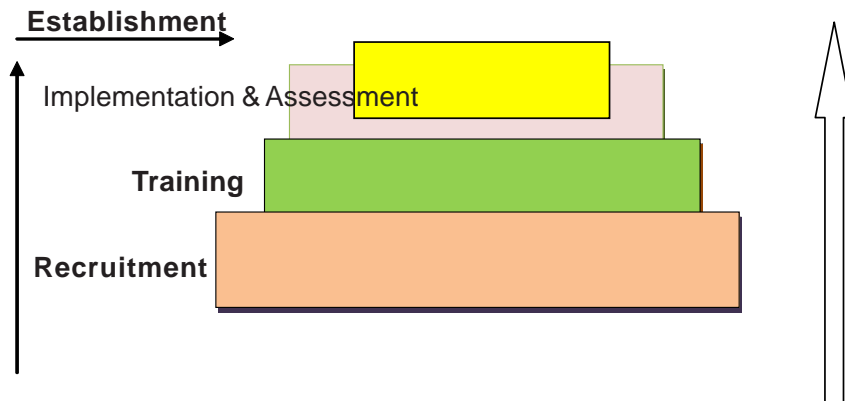 Establishment
Implementation & Assessment
Training
Recruitment